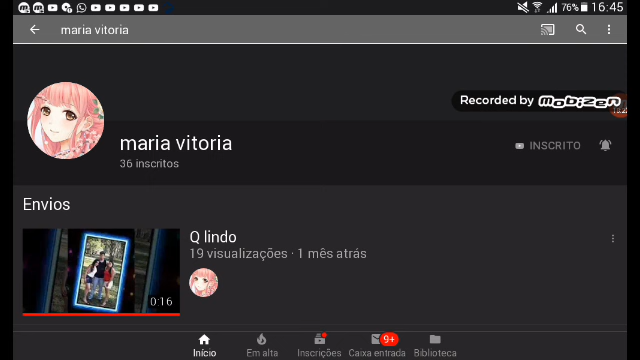 76% 16:45
maria vitoria
Recorded by MOBIZEN
maria vitoria
36 inscritos
INSCRITO
Envios
Q lindo
19 visualizações · 1 mês atrás
0:16
9+
Início Em alta Inscrições Caixa entrada Biblioteca